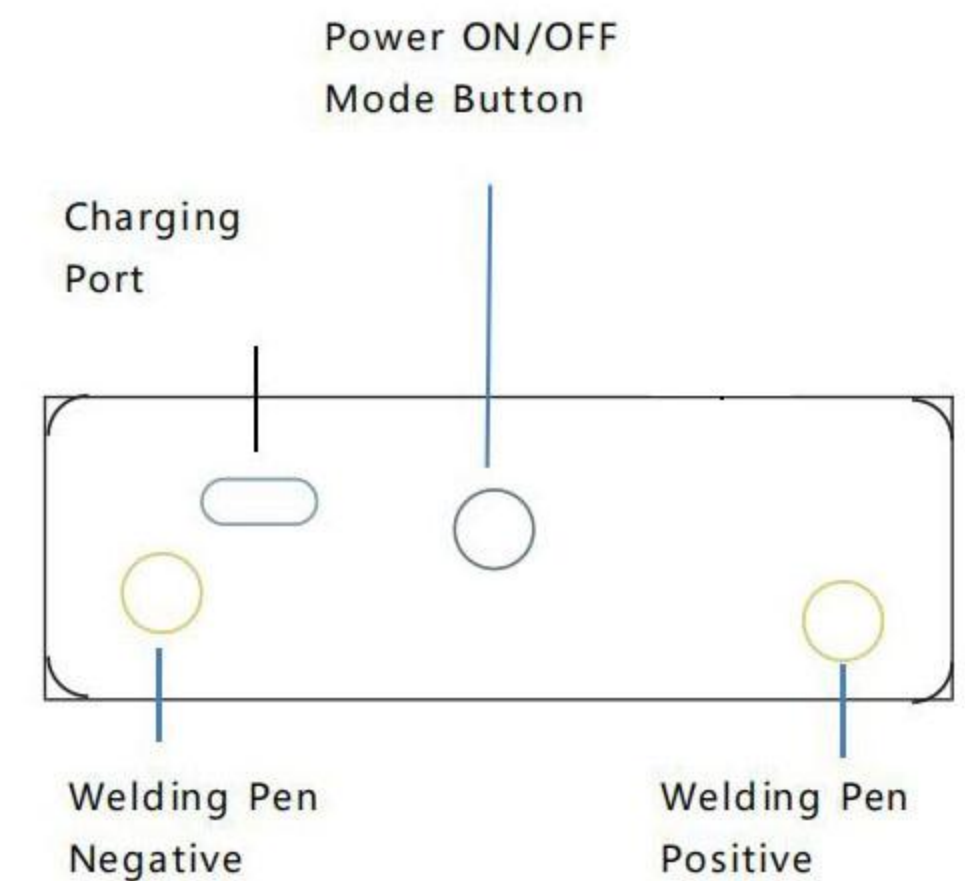 Power ON/OFF
Mode Button
Charging
Port
Welding Pen
Negative
Welding Pen
Positive